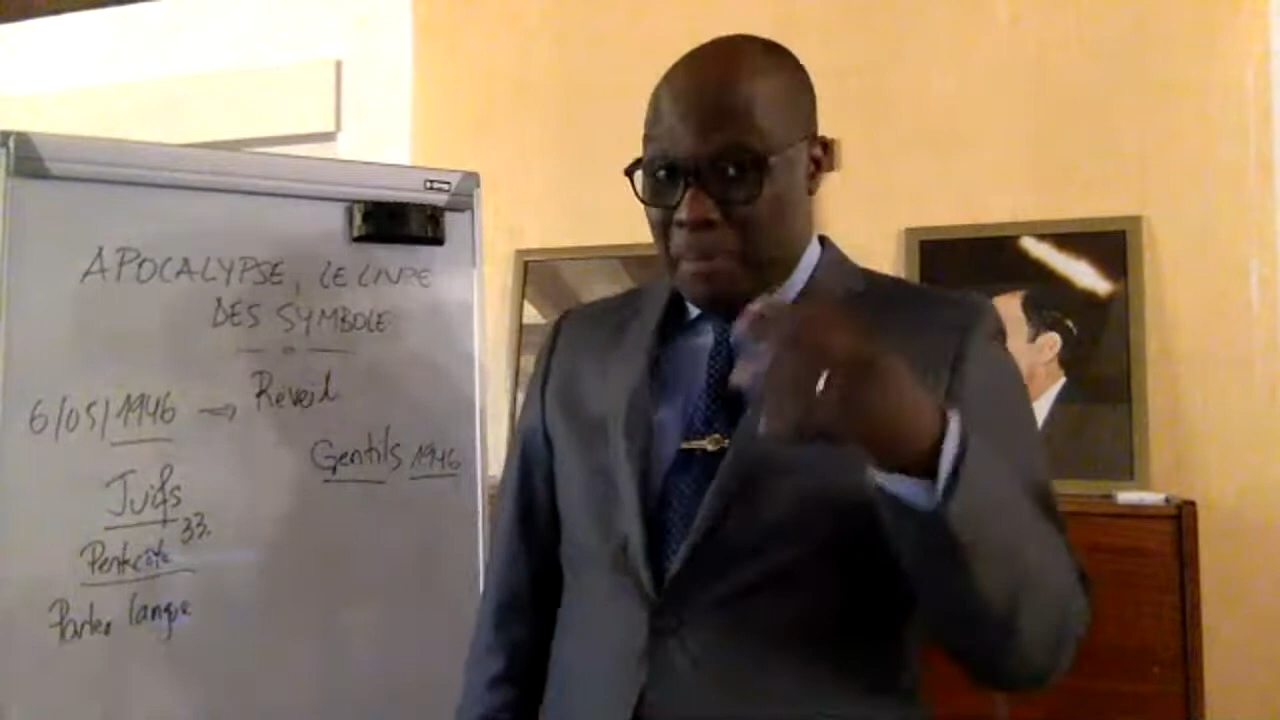 APOCALYPSE, LE LIVRE
DES SYMBOLE
6/05/1946 → Réveil
Gentils 1946
Juifs
33.
Pentecôte
Parler langue